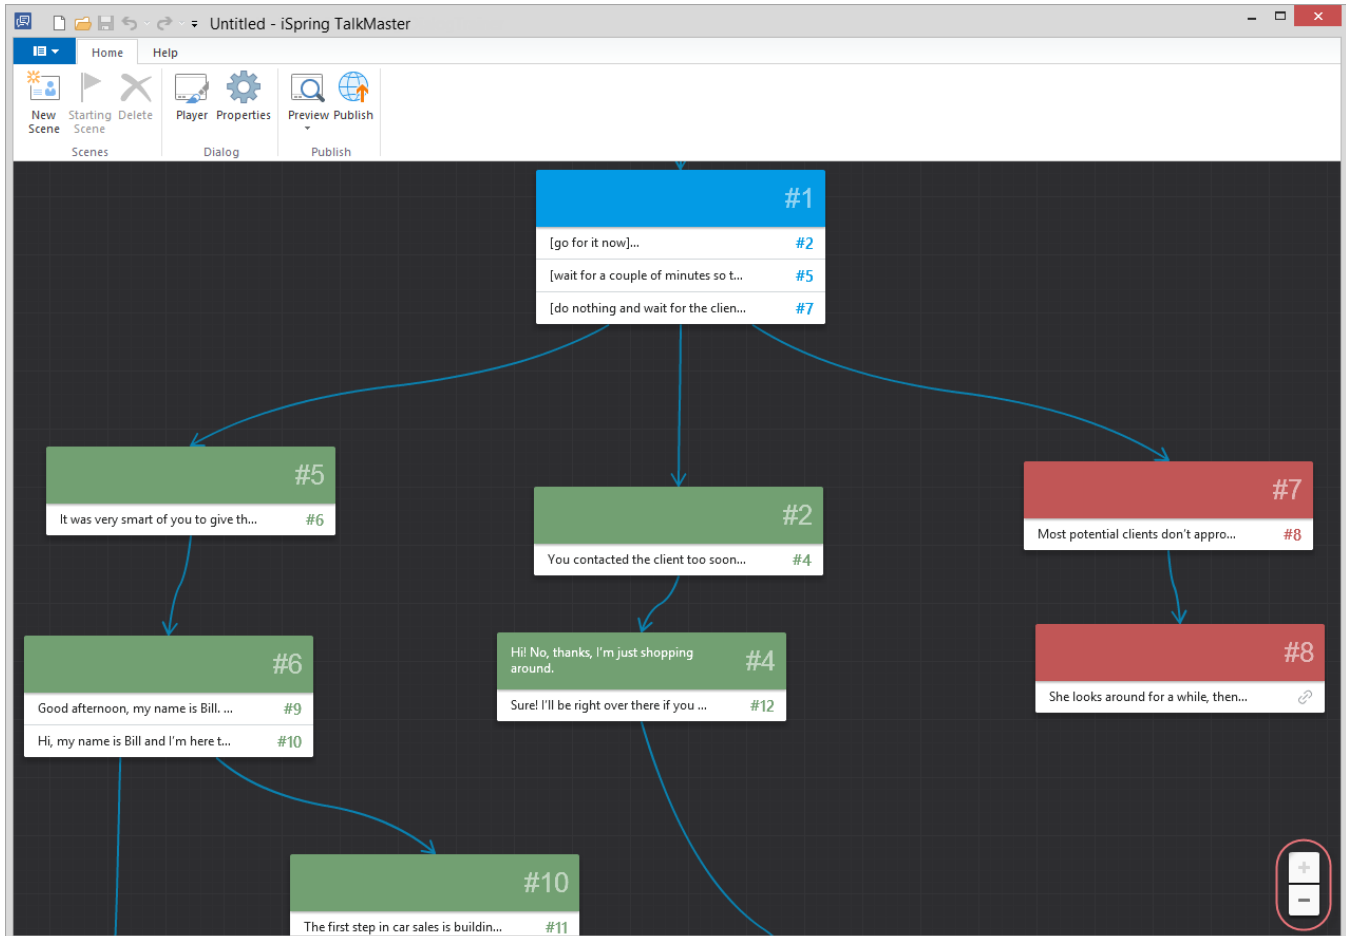 Untitled - iSpring TalkMaster
Home Help
New Scene
Starting Scene
Delete
Player
Properties
Preview
Publish
Scenes
Dialog
Publish
#1
[go for it now]... #2
[wait for a couple of minutes so t... #5
[do nothing and wait for the clien... #7
#5
It was very smart of you to give th... #6
#2
You contacted the client too soon... #4
#7
Most potential clients don't appro... #8
#6
Good afternoon, my name is Bill. ... #9
Hi, my name is Bill and I'm here t... #10
Hi! No, thanks, I'm just shopping
around.
#4
Sure! I'll be right over there if you ... #12
#8
She looks around for a while, then...
#10
The first step in car sales is buildin... #11